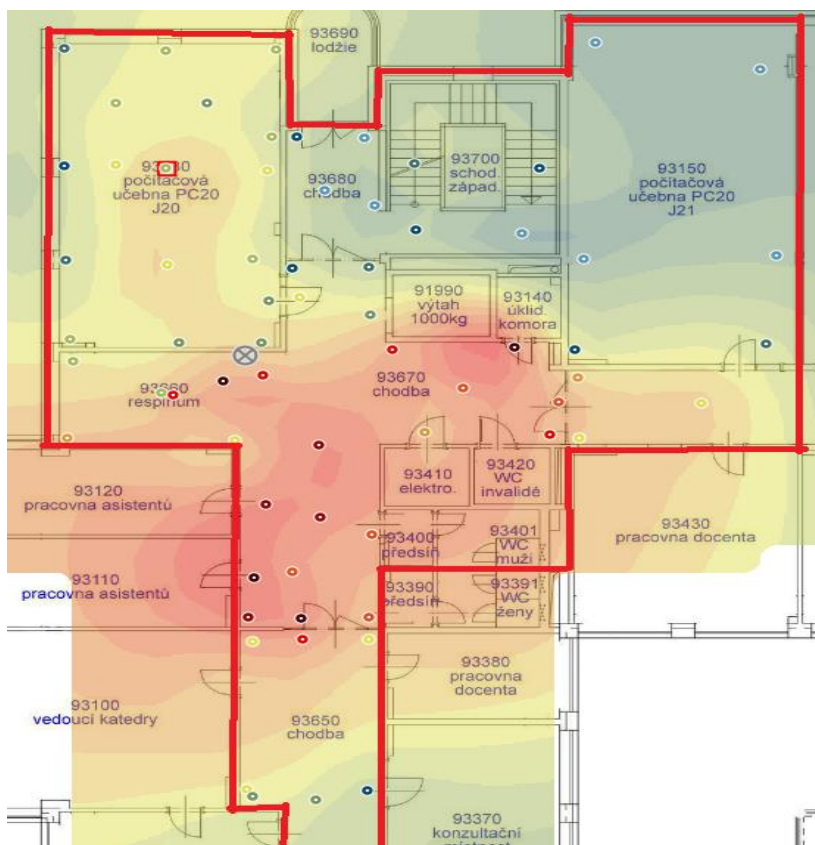 93690
lodžie
93700
schod.
západ.
93680
chodba
počítačová
učebna PC20
J20
93150
počítačová
učebna PC20
J21
91990
výtah
1000kg
93140
úklid.
komora
93660
respirium
93670
chodba
93410
elektro.
93420
WC
invalidé
93120
pracovna asistentů
93430
pracovna docenta
93400
předsíň
93401
WC
muži
93110
pracovna asistentů
93390
předsíň
93391
WC
ženy
93380
pracovna
docenta
93100
vedoucí katedry
93650
chodba
93370
konzultační